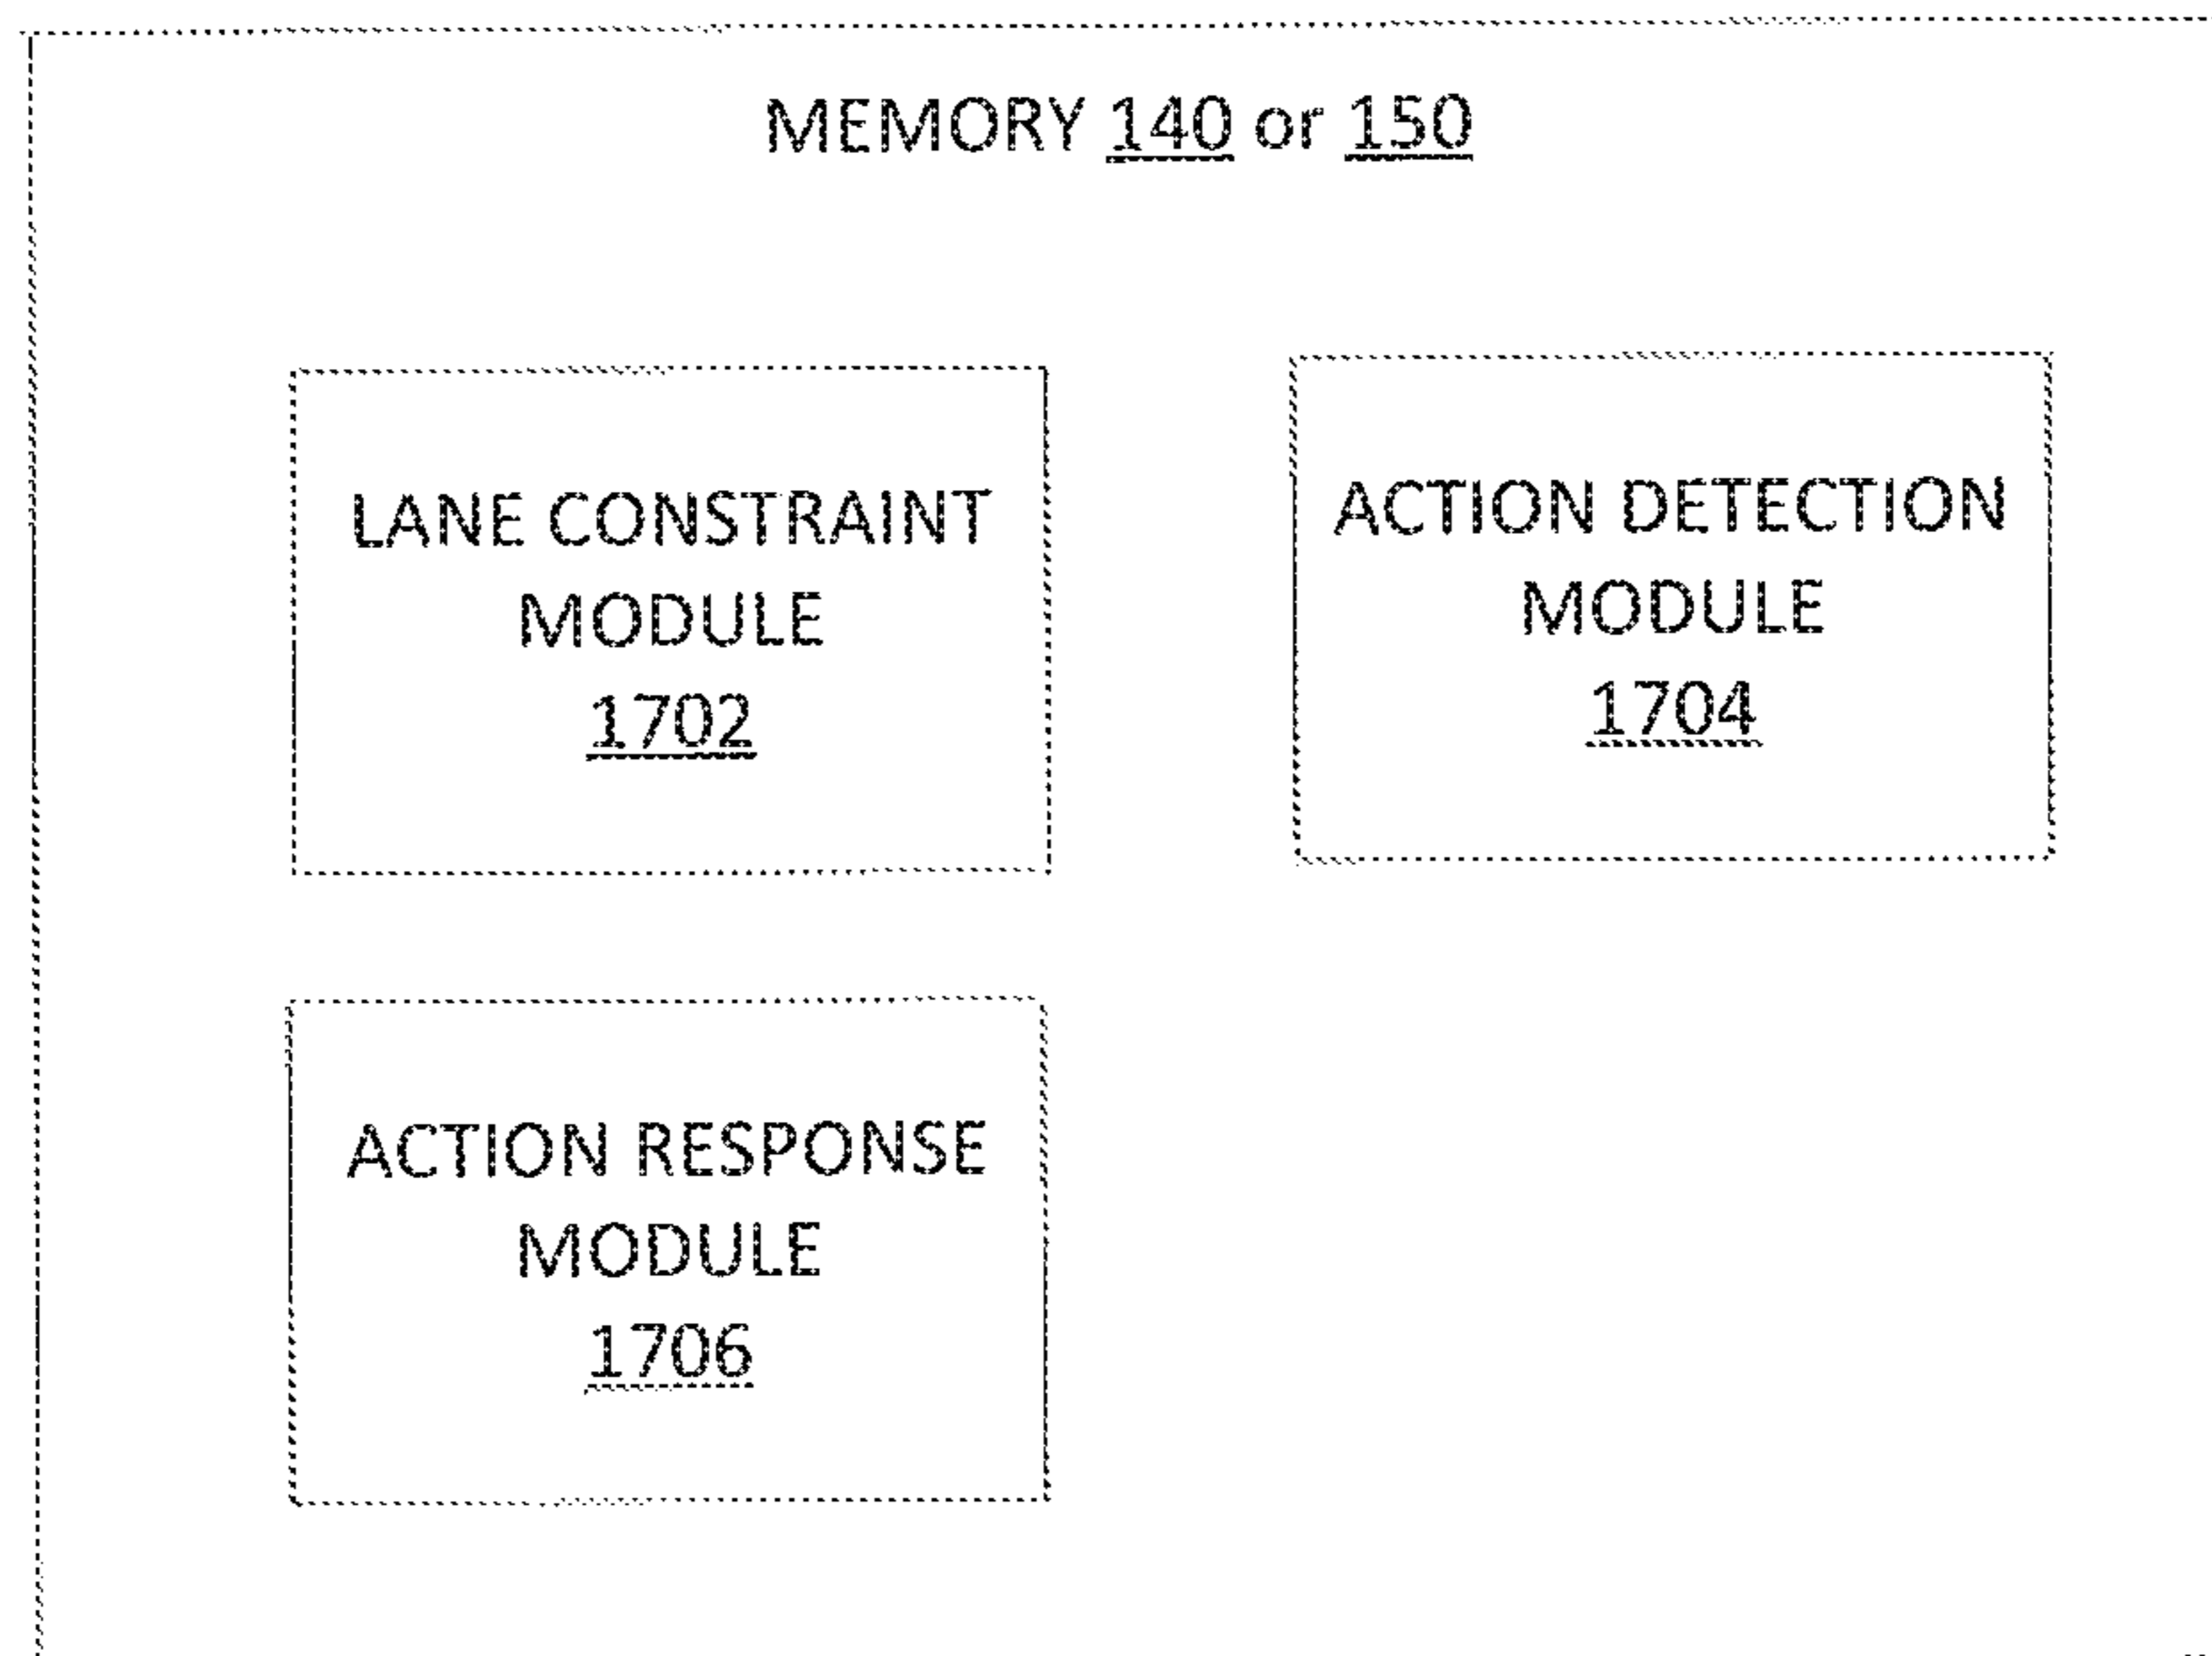 MEMORY 140 or 150
LANE CONSTRAINT
MODULE
1702
ACTION DETECTION
MODULE
1704
ACTION RESPONSE
MODULE
1706